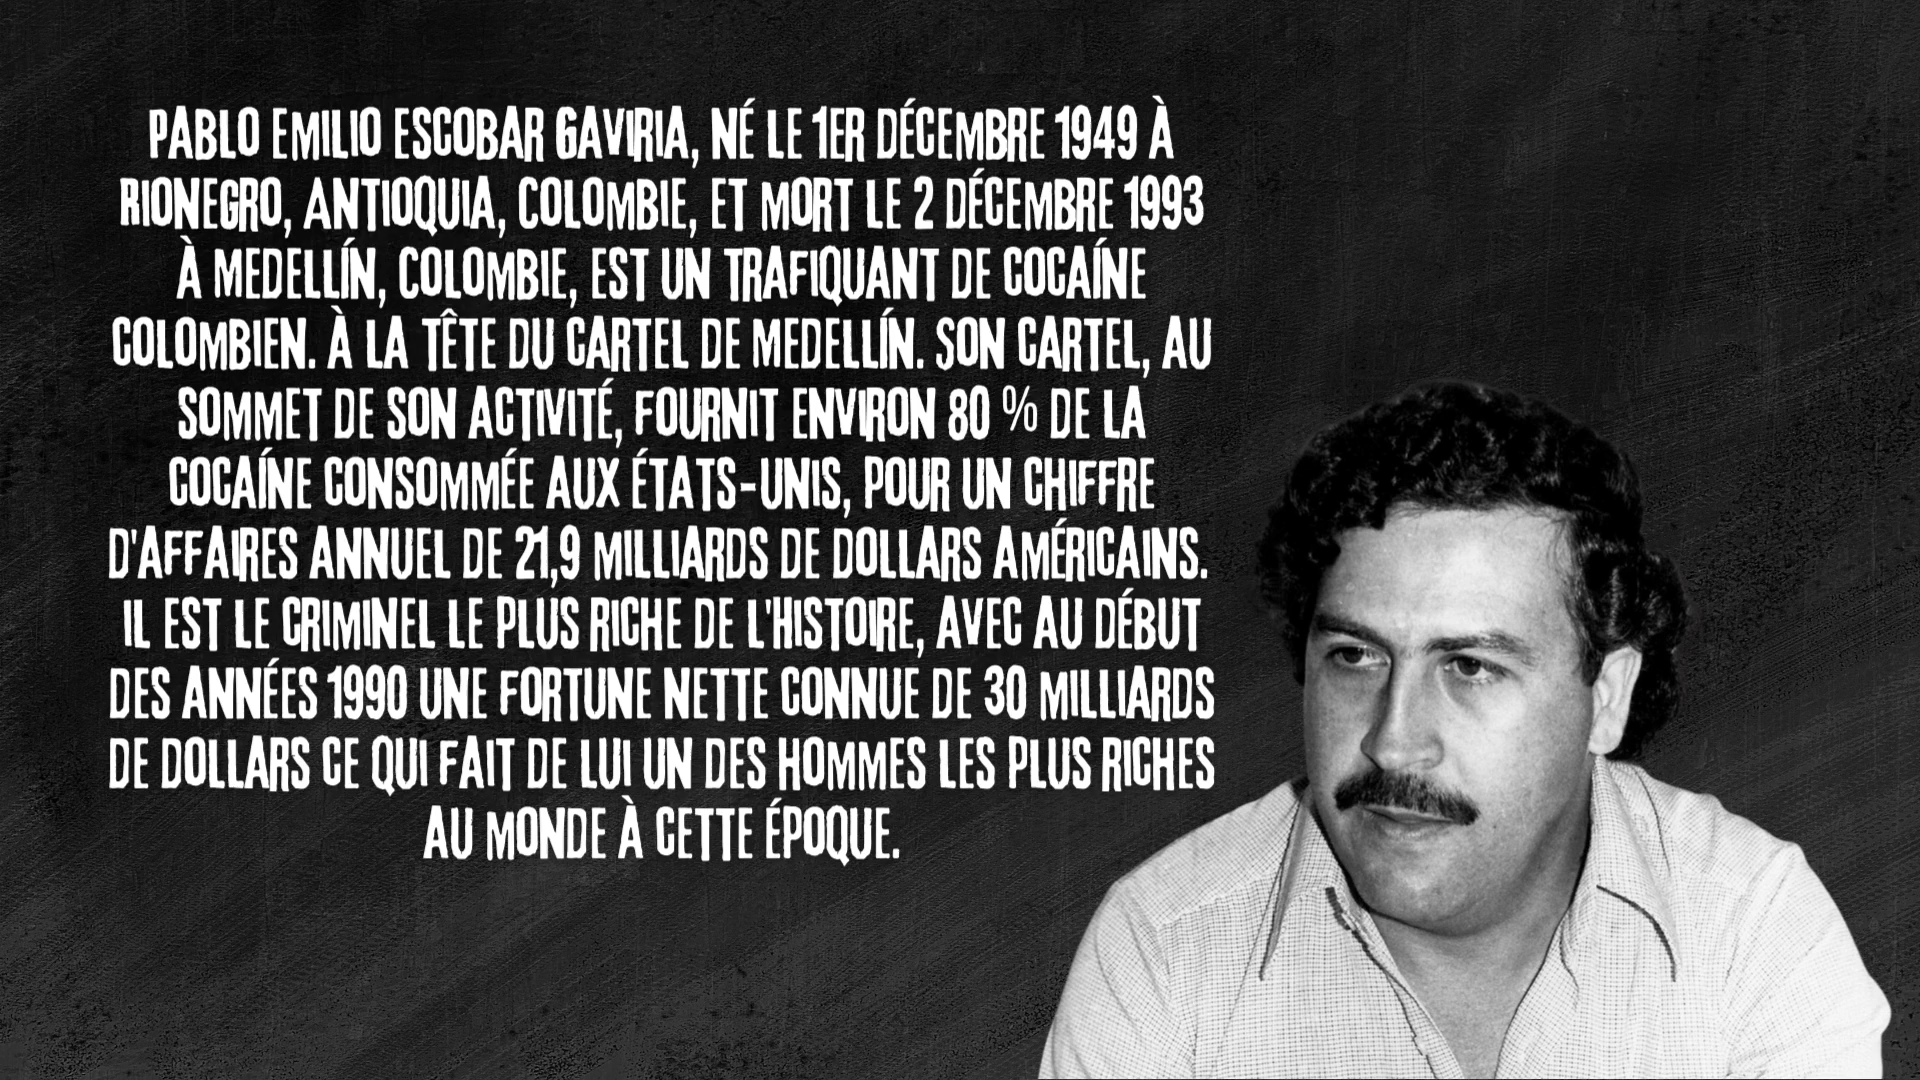 PABLO EMILIO ESCOBAR GAVIRIA, NÉ LE 1ER DÉCEMBRE 1949 À
RIONEGRO, ANTIOQUIA, COLOMBIE, ET MORT LE 2 DÉCEMBRE 1993
À MEDELLÍN, COLOMBIE, EST UN TRAFIQUANT DE COCAÍNE
COLOMBIEN. À LA TÊTE DU CARTEL DE MEDELLÍN. SON CARTEL, AU
SOMMET DE SON ACTIVITÉ, FOURNIT ENVIRON 80 % DE LA
COCAÍNE CONSOMMÉE AUX ÉTATS-UNIS, POUR UN CHIFFRE
D'AFFAIRES ANNUEL DE 21,9 MILLIARDS DE DOLLARS AMÉRICAINS.
IL EST LE CRIMINEL LE PLUS RICHE DE L'HISTOIRE, AVEC AU DÉBUT
DES ANNÉES 1990 UNE FORTUNE NETTE CONNUE DE 30 MILLIARDS
DE DOLLARS CE QUI FAIT DE LUI UN DES HOMMES LES PLUS RICHES
AU MONDE À CETTE ÉPOQUE.